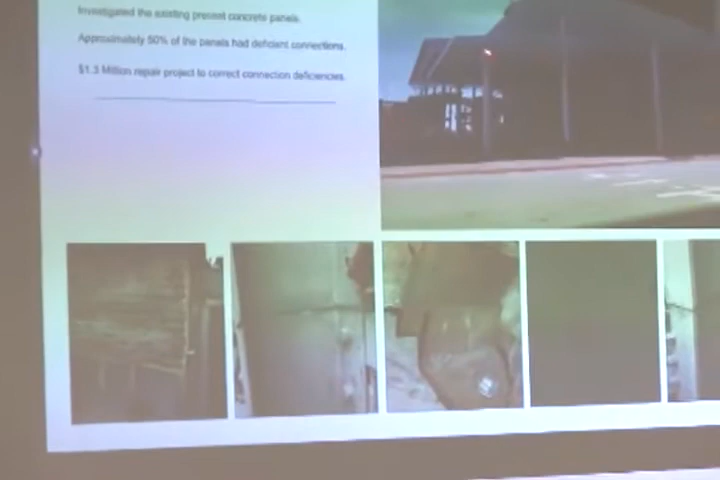 Investigated the existing precast concrete panels.
Approximately 50% of the panels had deficient connections.
$1.3 Million repair project to correct connection deficiencies.